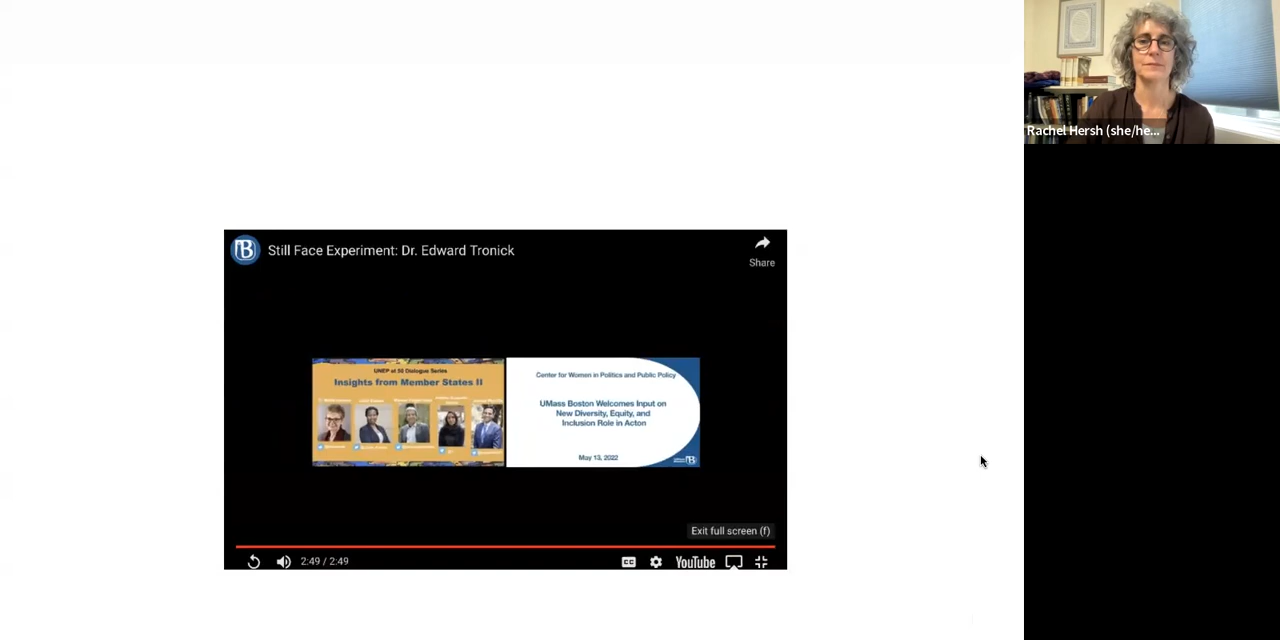 Rachel Hersh (she/he...
Still Face Experiment: Dr. Edward Tronick
Share
UNEP at 50 Dialogue Series
Insights from Member States II
Center for Women in Politics and Public Policy
UMass Boston Welcomes Input on
New Diversity, Equity, and
Inclusion Role in Acton
May 13, 2022
Exit full screen (f)
2:49 / 2:49
CC
YouTube